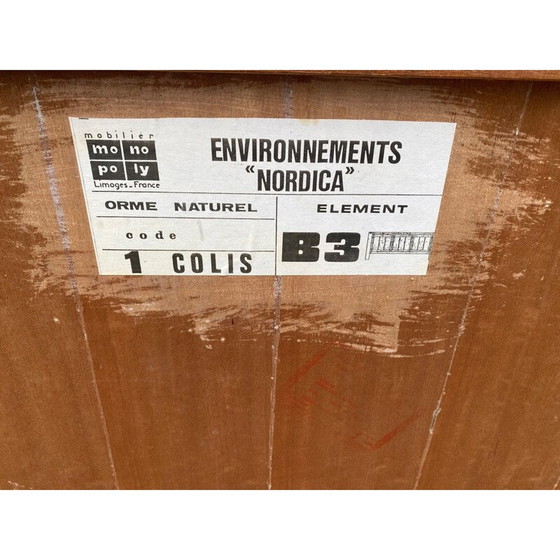 mobilier
mo no
po ly
Limoges-France
ENVIRONNEMENTS
“NORDICA”
ORME NATUREL
code
1 COLIS
ELEMENT
B3